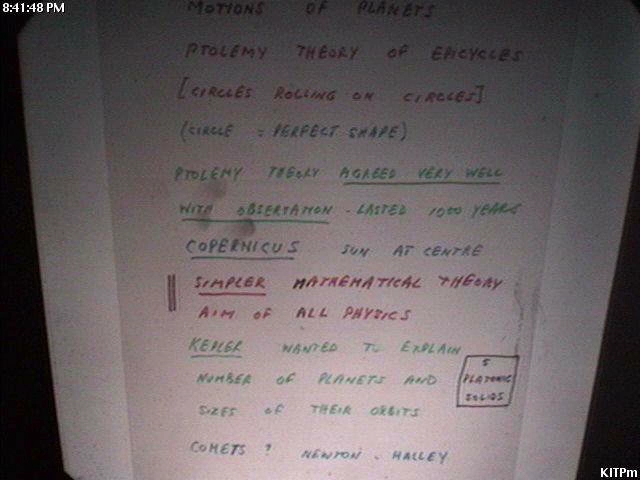 8:41:48 PM
MOTIONS OF PLANETS
PTOLEMY THEORY OF EPICYCLES
[CIRCLES ROLLING ON CIRCLES]
(CIRCLE = PERFECT SHAPE)
PTOLEMY THEORY AGREED VERY WELL
WITH OBSERTATION - LASTED 1000 YEARS
COPERNICUS SUN AT CENTRE
SIMPLER MATHEMATICAL THEORY
AIM OF ALL PHYSICS
KEPLER WANTED TO EXPLAIN
NUMBER OF PLANETS AND
SIZES OF THEIR ORBITS
5
PLATONIC
SOLIDS
COMETS ? NEWTON - HALLEY
KITPm